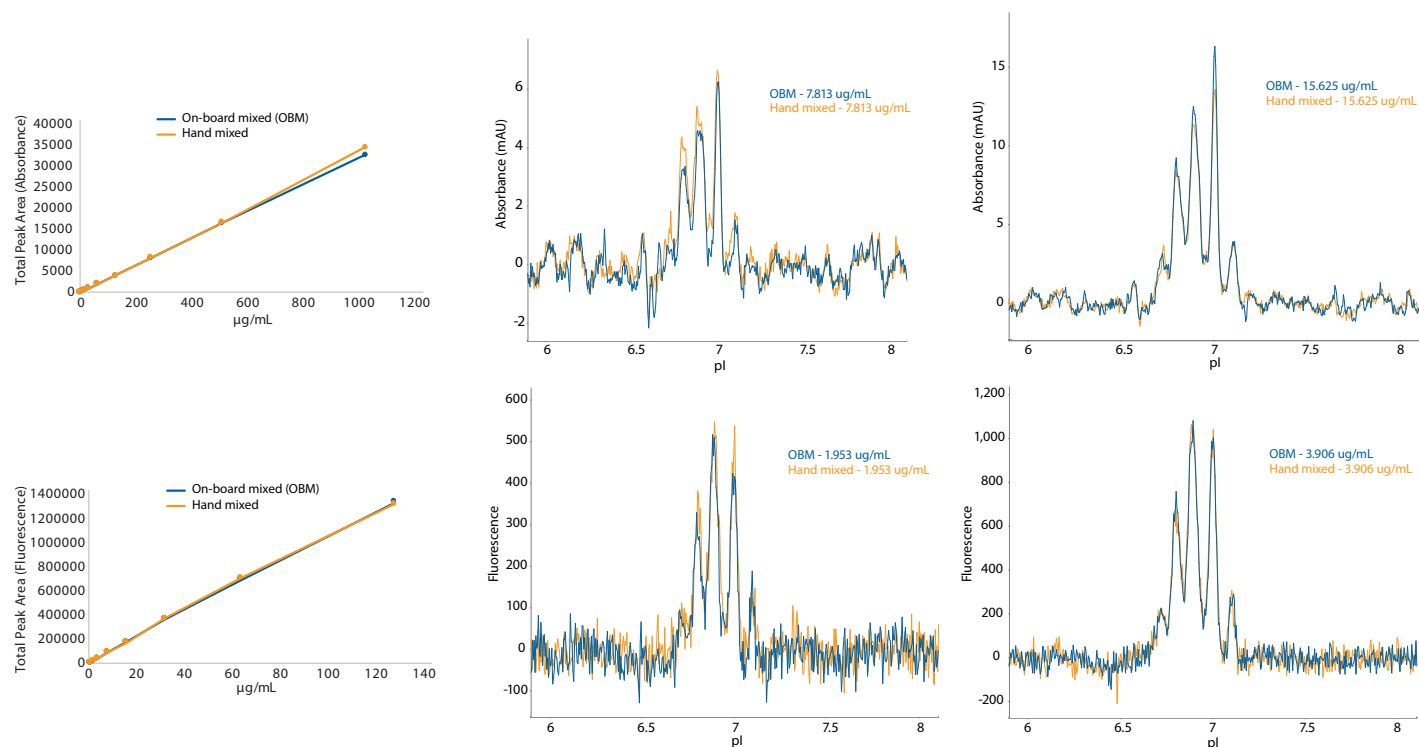 Total Peak Area (Absorbance)
40000
35000
30000
25000
20000
15000
10000
5000
0
On-board mixed (OBM)
Hand mixed
0 200 400 600 800 1000 1200
µg/mL
Absorbance (mAU)
6
4
2
0
-2
OBM - 7.813 ug/mL
Hand mixed - 7.813 ug/mL
6 6.5 7 7.5 8
pI
Absorbance (mAU)
15
10
5
0
OBM - 15.625 ug/mL
Hand mixed - 15.625 ug/mL
6 6.5 7 7.5 8
pI
Total Peak Area (Fluorescence)
1400000
1200000
1000000
800000
600000
400000
200000
0
On-board mixed (OBM)
Hand mixed
0 20 40 60 80 100 120 140
µg/mL
Fluorescence
600
500
400
300
200
100
0
-100
OBM - 1.953 ug/mL
Hand mixed - 1.953 ug/mL
6 6.5 7 7.5 8
pI
Fluorescence
1,200
1,000
800
600
400
200
0
-200
OBM - 3.906 ug/mL
Hand mixed - 3.906 ug/mL
6 6.5 7 7.5 8
pI